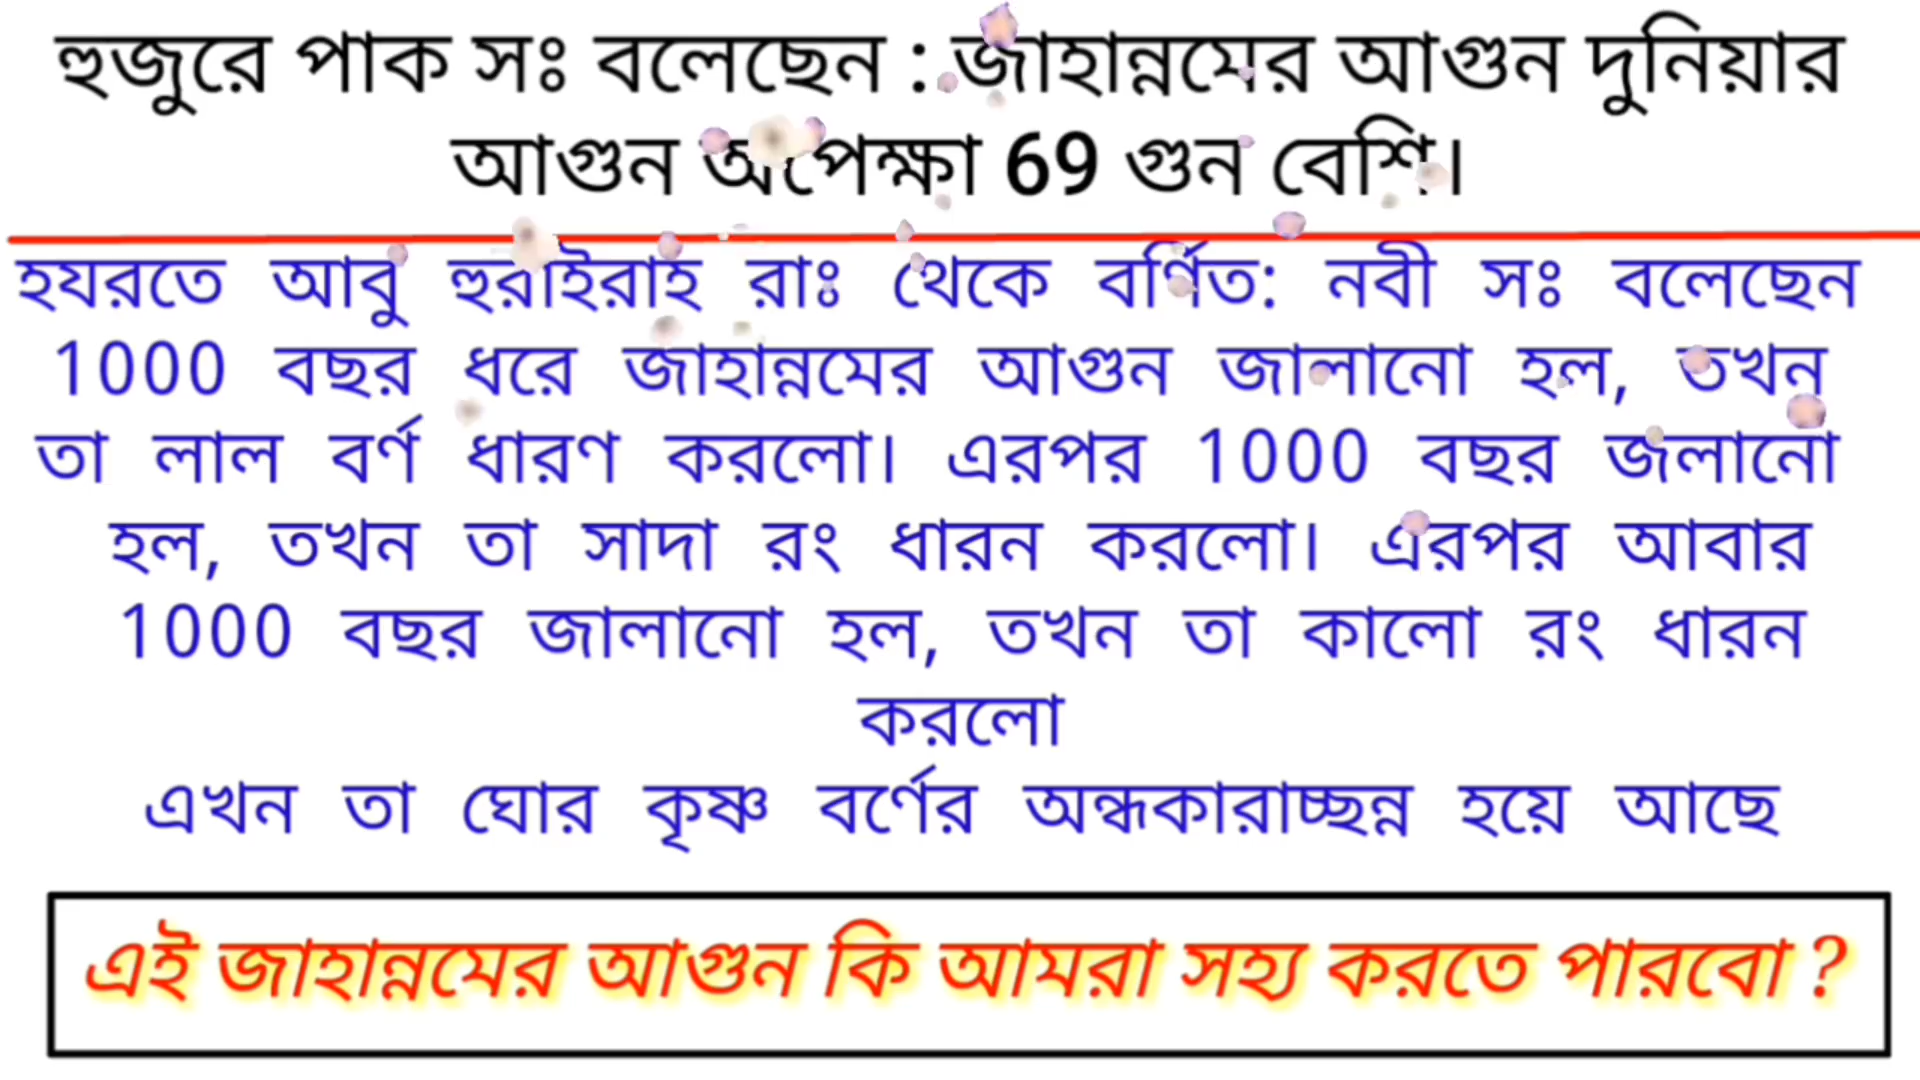 হুজুরে পাক সঃ বলেছেন : জাহান্নমের আগুন দুনিয়ার
আগুন অপেক্ষা 69 গুন বেশি।
হযরতে আবু হুরাইরাহ রাঃ থেকে বর্ণিত: নবী সঃ বলেছেন
1000 বছর ধরে জাহান্নমের আগুন জালানো হল, তখন
তা লাল বর্ণ ধারণ করলো। এরপর 1000 বছর জলানো
হল, তখন তা সাদা রং ধারন করলো। এরপর আবার
1000 বছর জালানো হল, তখন তা কালো রং ধারন
করলো
এখন তা ঘোর কৃষ্ণ বর্ণের অন্ধকারাচ্ছন্ন হয়ে আছে
এই জাহান্নমের আগুন কি আমরা সহ্য করতে পারবো ?